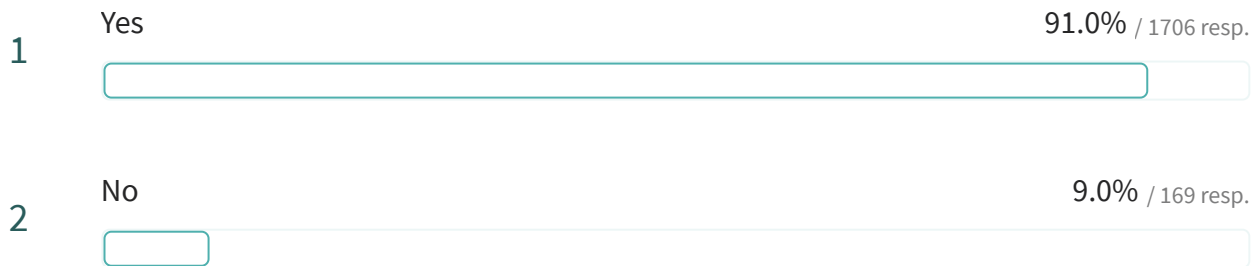 1
Yes
91.0% / 1706 resp.
2
No
9.0% / 169 resp.